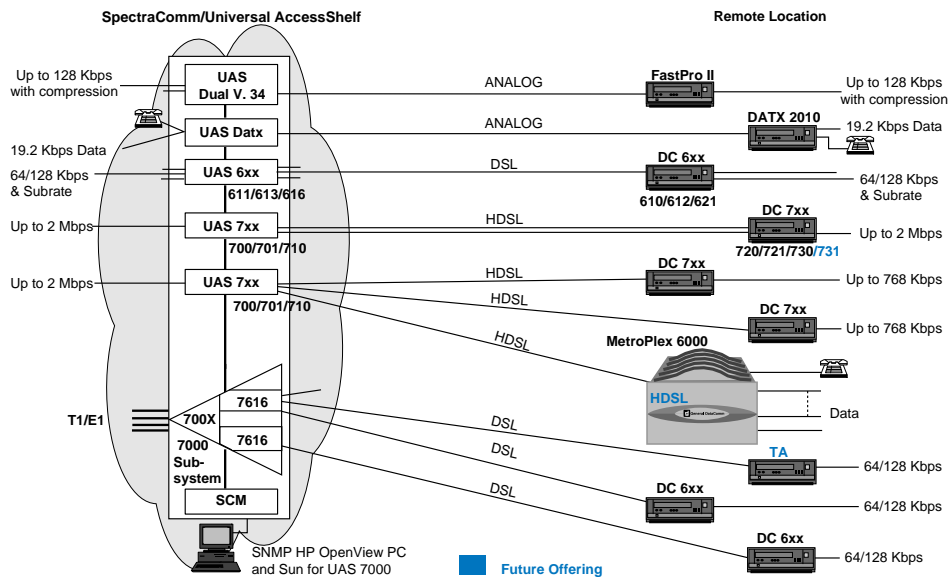 SpectraComm/Universal AccessShelf
Remote Location
Up to 128 Kbps
with compression
UAS
Dual V. 34
ANALOG
FastPro II
Up to 128 Kbps
with compression
UAS Datx
ANALOG
DATX 2010
19.2 Kbps Data
19.2 Kbps Data
64/128 Kbps
& Subrate
UAS 6xx
611/613/616
DSL
DC 6xx
610/612/621
64/128 Kbps
& Subrate
Up to 2 Mbps
UAS 7xx
700/701/710
HDSL
DC 7xx
720/721/730/731
Up to 2 Mbps
Up to 2 Mbps
UAS 7xx
700/701/710
HDSL
DC 7xx
Up to 768 Kbps
HDSL
DC 7xx
Up to 768 Kbps
HDSL
MetroPlex 6000
HDSL
General DataComm
Data
T1/E1
700X
7616
7616
7000
Sub-
system
DSL
TA
64/128 Kbps
DSL
DC 6xx
64/128 Kbps
DSL
DC 6xx
64/128 Kbps
SCM
SNMP HP OpenView PC
and Sun for UAS 7000
Future Offering